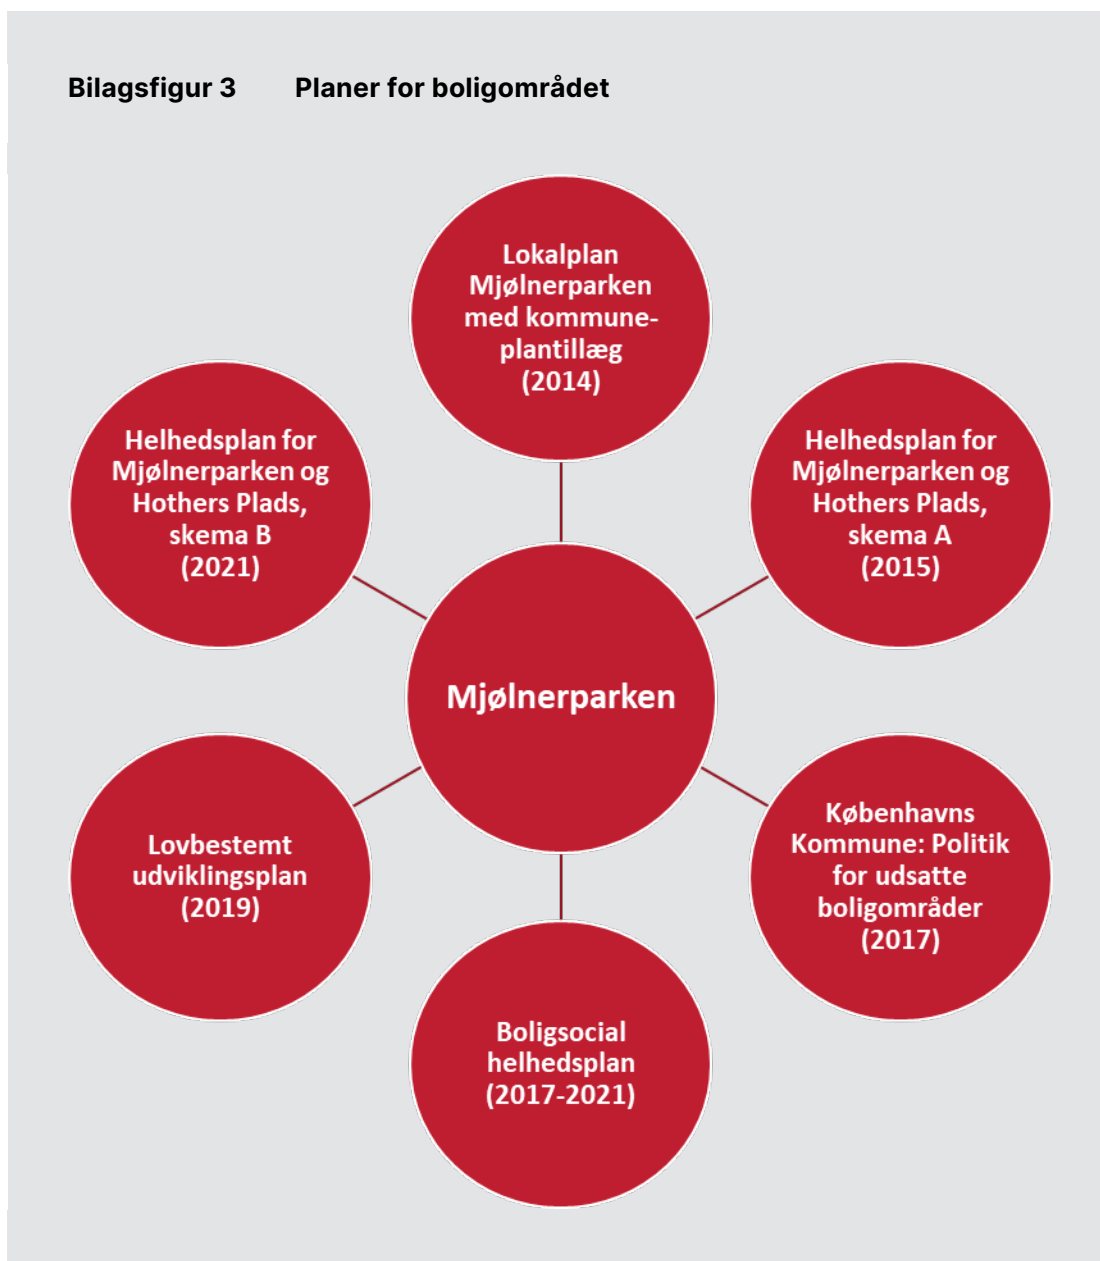 Bilagsfigur 3 Planer for boligområdet
Lokalplan
Mjølnerparken
med kommune-
plantillæg
(2014)
Helhedsplan for
Mjølnerparken og
Hothers Plads,
skema B
(2021)
Helhedsplan for
Mjølnerparken og
Hothers Plads,
skema A
(2015)
Mjølnerparken
Lovbestemt
udviklingsplan
(2019)
Københavns
Kommune: Politik
for udsatte
boligområder
(2017)
Boligsocial
helhedsplan
(2017-2021)